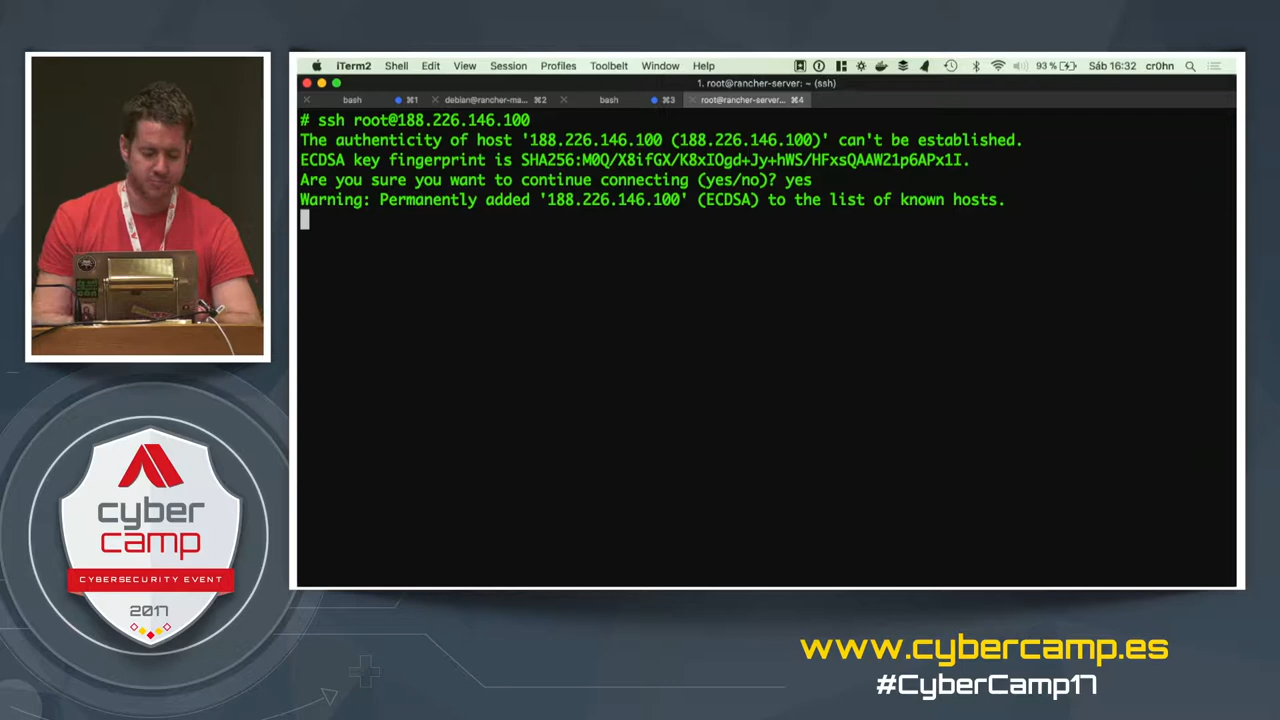 iTerm2 Shell Edit View Session Profiles Toolbelt Window Help 93 % Sáb 16:32 cr0hn
1. root@rancher-server: ~ (ssh)
bash ⌘1 debian@rancher-ma... ⌘2 bash ⌘3 root@rancher-server... ⌘4
# ssh root@188.226.146.100
The authenticity of host '188.226.146.100 (188.226.146.100)' can't be established.
ECDSA key fingerprint is SHA256:M0Q/X8ifGX/K8xIOgd+Jy+hWS/HFxsQAAW21p6APx1I.
Are you sure you want to continue connecting (yes/no)? yes
Warning: Permanently added '188.226.146.100' (ECDSA) to the list of known hosts.
cyber
camp
CYBERSECURITY EVENT
2017
www.cybercamp.es
#CyberCamp17